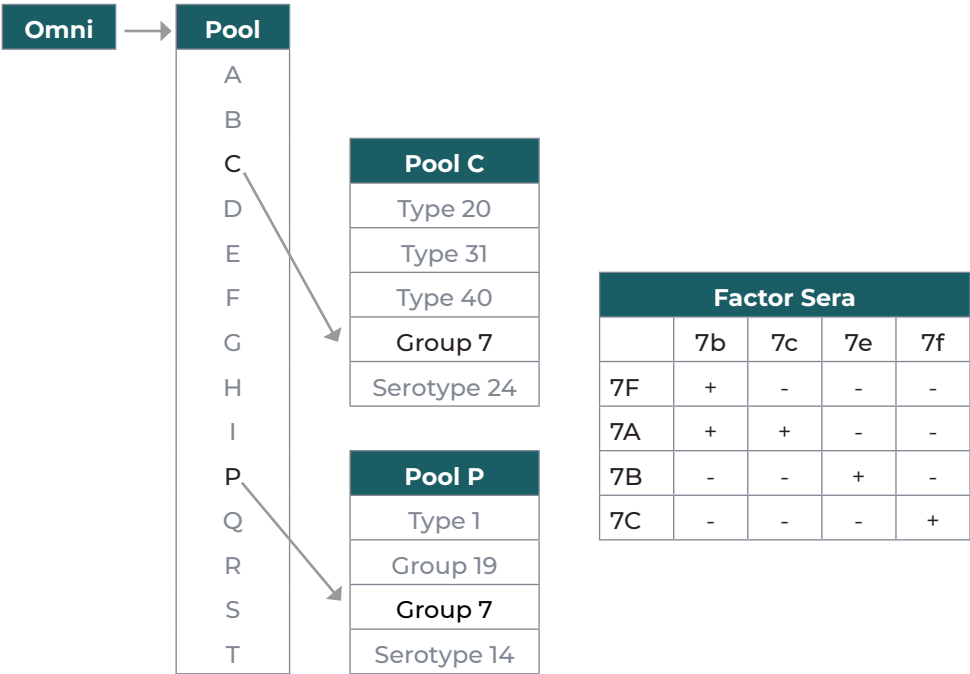 Omni
Pool
A
B
C
D
E
F
G
H
I
P
Q
R
S
T
Pool C
Type 20
Type 31
Type 40
Group 7
Serotype 24
Pool P
Type 1
Group 19
Group 7
Serotype 14
Factor Sera
7b 7c 7e 7f
7F + - - -
7A + + - -
7B - - + -
7C - - - +